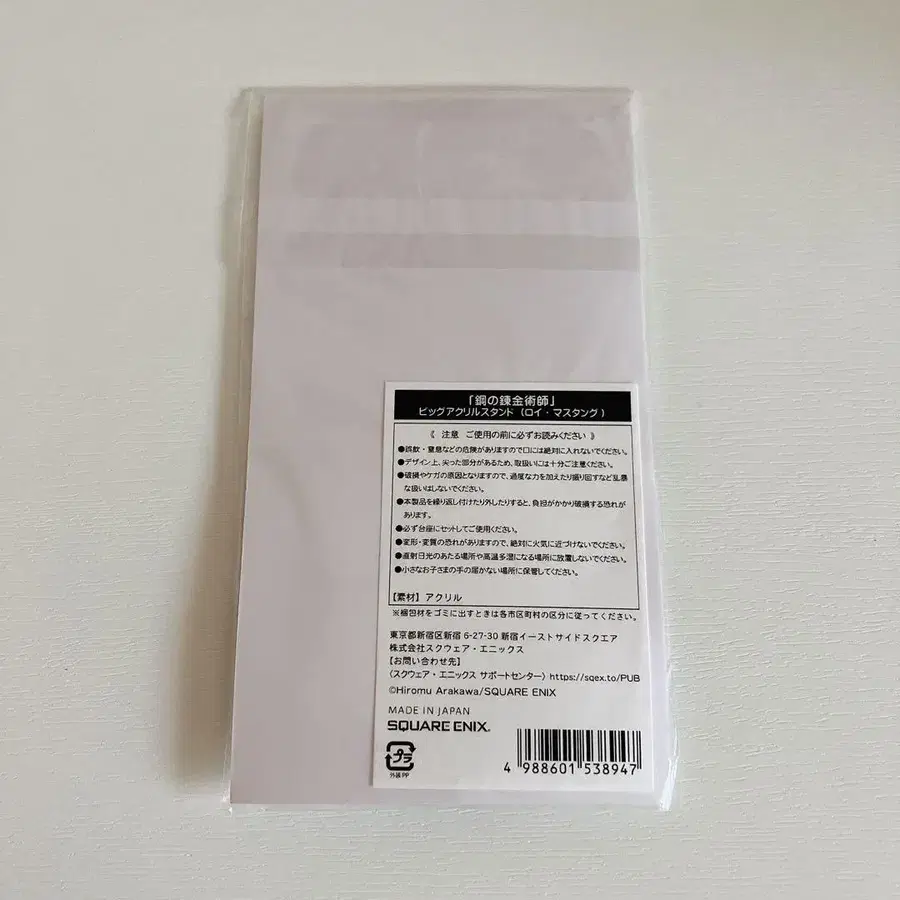 「鋼の錬金術師」
ビッグアクリルスタンド（ロイ・マスタング）
《 注意 ご使用の前に必ずお読みください 》
●誤飲・窒息などの危険がありますので口には絶対に入れないでください。
●デザイン上、尖った部分があるため、取扱いには十分ご注意ください。
●破損やケガの原因となりますので、過度な力を加えたり振り回すなど乱暴
な扱いはしないでください。
●本製品を繰り返し付けたり外したりすると、負担がかかり破損する恐れが
あります。
●必ず台座にセットしてご使用ください。
●変形・変質の恐れがありますので、絶対に火気に近づけないでください。
●直射日光のあたる場所や高温多湿になる場所に放置しないでください。
●小さなお子さまの手の届かない場所に保管してください。
【素材】アクリル
※梱包材をゴミに出すときは各市区町村の区分に従ってください。
東京都新宿区新宿 6-27-30 新宿イーストサイドスクエア
株式会社スクウェア・エニックス
【お問い合わせ先】
〈スクウェア・エニックス サポートセンター〉https://sqex.to/PUB
©Hiromu Arakawa/SQUARE ENIX
MADE IN JAPAN
SQUARE ENIX.
プラ
外装 PP
4 988601 538947